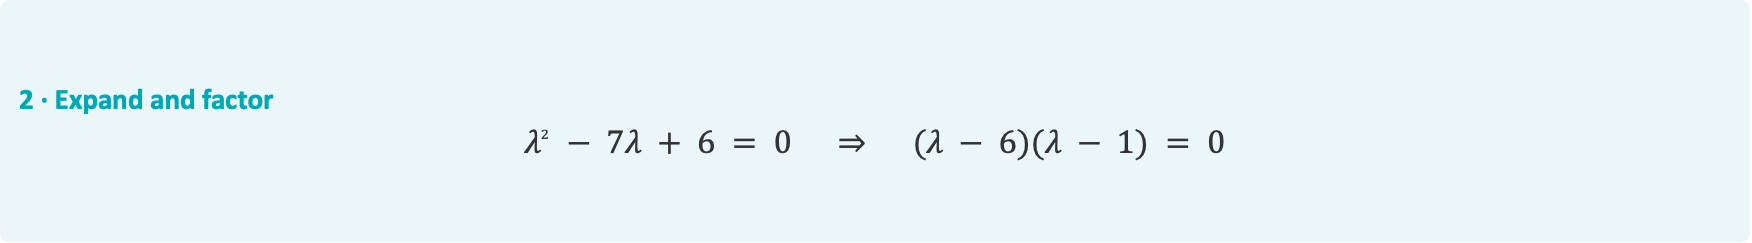 2 · Expand and factor
λ² − 7λ + 6 = 0 ⇒ (λ − 6)(λ − 1) = 0